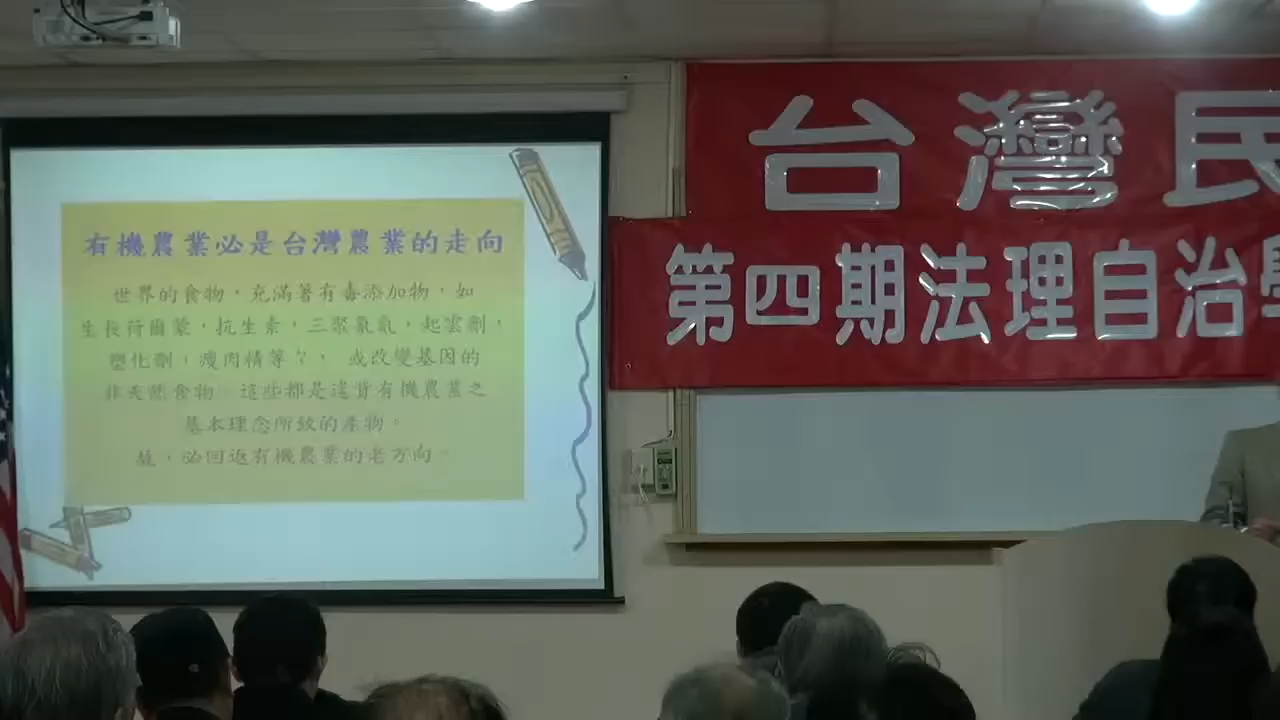 有機農業必是台灣農業的走向
世界的食物，充滿著有毒添加物，如
生長荷爾蒙，抗生素，三聚氰氨，起雲劑，
塑化劑，瘦肉精等々， 或改變基因的
非天然食物。這些都是違背有機農業之
基本理念所致的產物。
故，必回返有機農業的老方向。
台灣民
第四期法理自治學